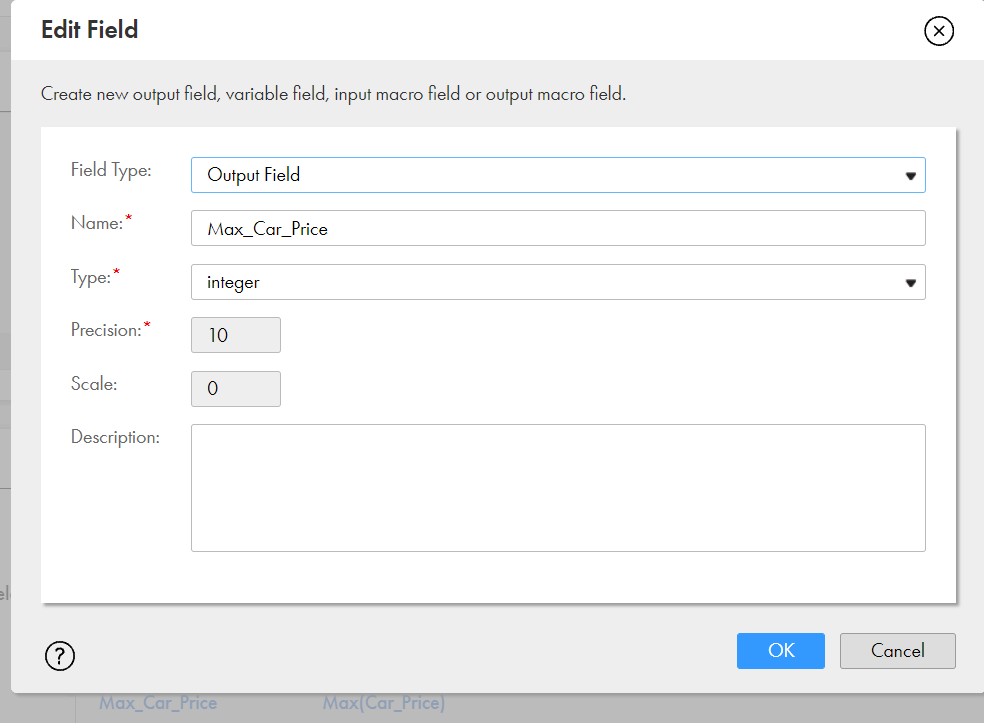 Edit Field
Create new output field, variable field, input macro field or output macro field.
Field Type: Output Field
Name:* Max_Car_Price
Type:* integer
Precision:* 10
Scale: 0
Description:
? OK Cancel
Max_Car_Price Max(Car_Price)